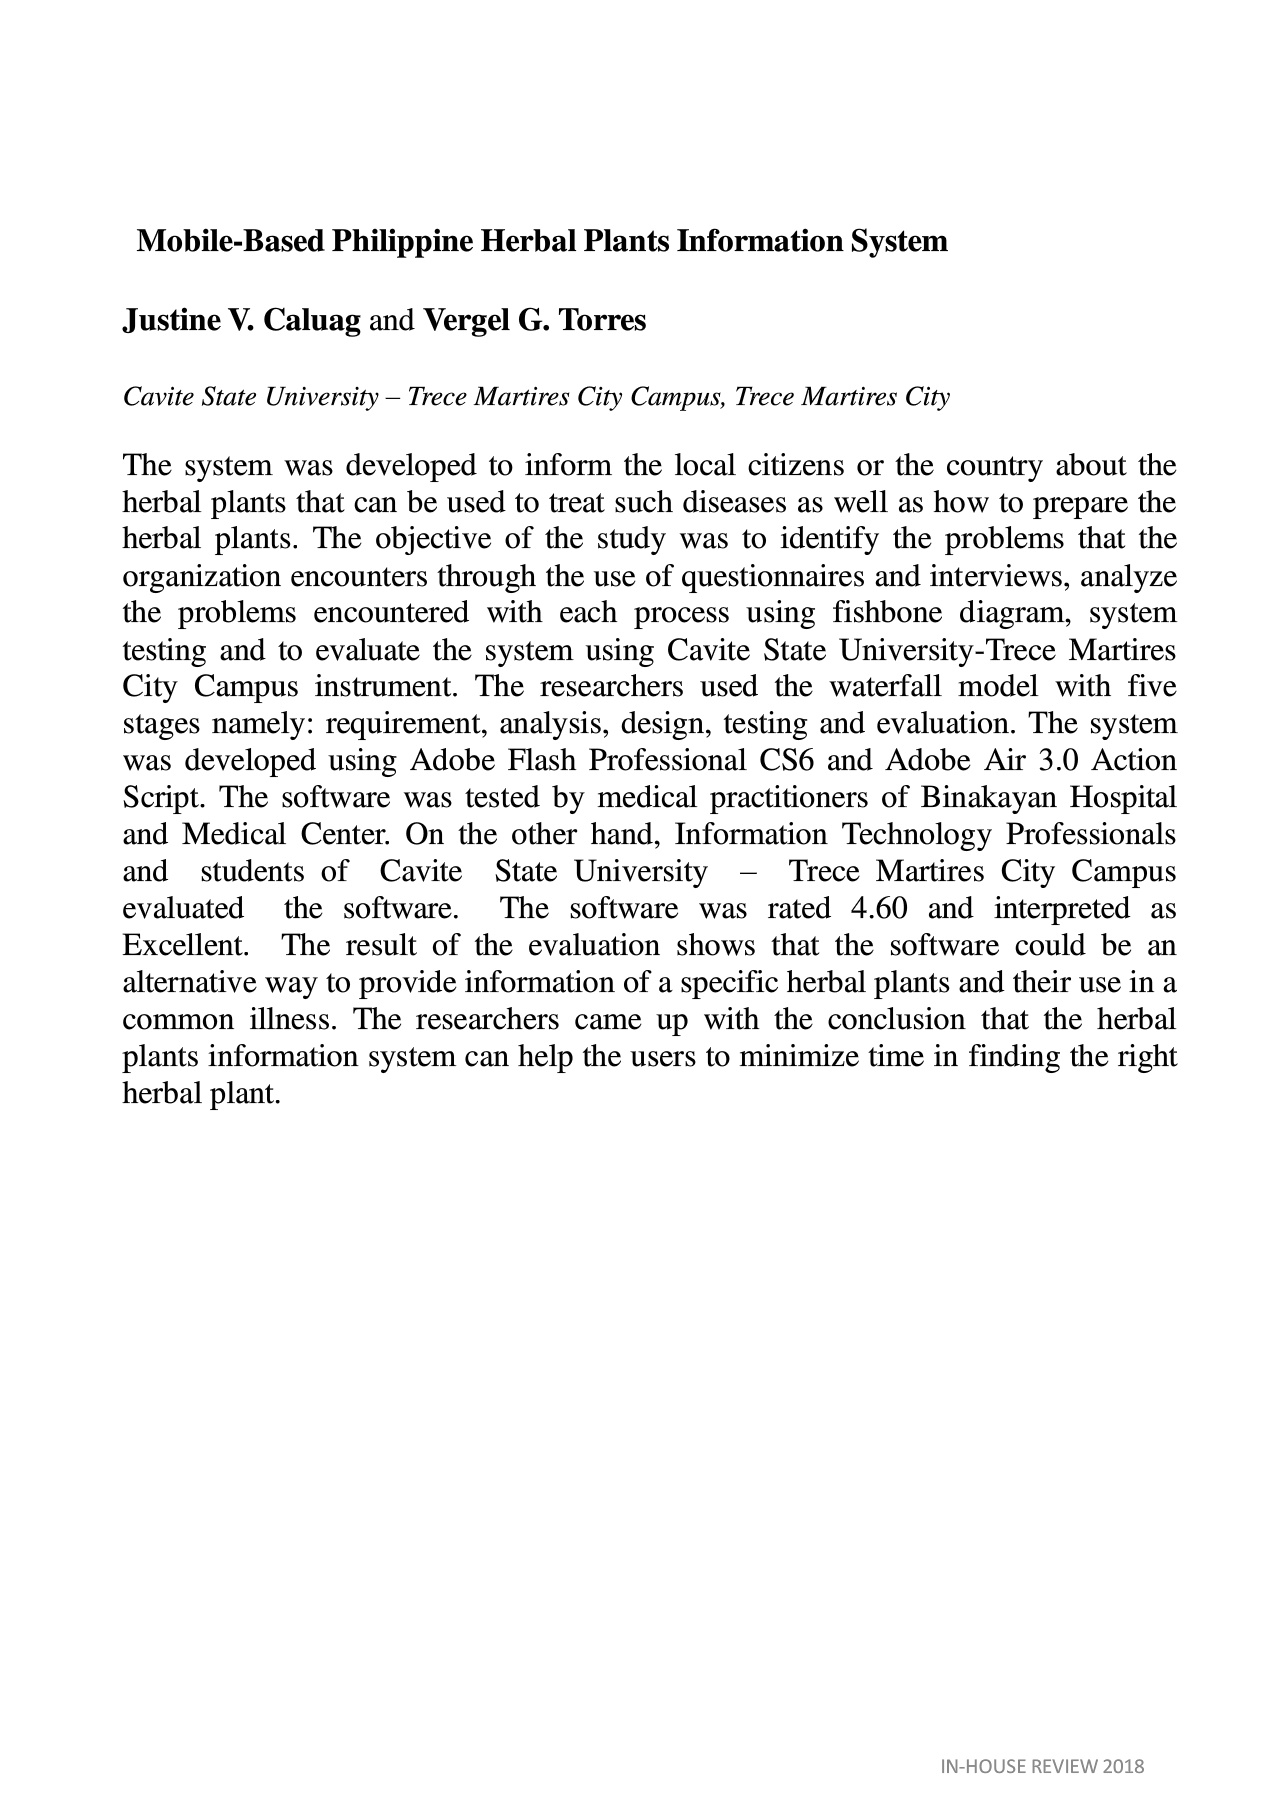 Mobile-Based Philippine Herbal Plants Information System
Justine V. Caluag and Vergel G. Torres
Cavite State University – Trece Martires City Campus, Trece Martires City
The system was developed to inform the local citizens or the country about the
herbal plants that can be used to treat such diseases as well as how to prepare the
herbal plants. The objective of the study was to identify the problems that the
organization encounters through the use of questionnaires and interviews, analyze
the problems encountered with each process using fishbone diagram, system
testing and to evaluate the system using Cavite State University-Trece Martires
City Campus instrument. The researchers used the waterfall model with five
stages namely: requirement, analysis, design, testing and evaluation. The system
was developed using Adobe Flash Professional CS6 and Adobe Air 3.0 Action
Script. The software was tested by medical practitioners of Binakayan Hospital
and Medical Center. On the other hand, Information Technology Professionals
and students of Cavite State University – Trece Martires City Campus
evaluated the software. The software was rated 4.60 and interpreted as
Excellent. The result of the evaluation shows that the software could be an
alternative way to provide information of a specific herbal plants and their use in a
common illness. The researchers came up with the conclusion that the herbal
plants information system can help the users to minimize time in finding the right
herbal plant.
IN-HOUSE REVIEW 2018